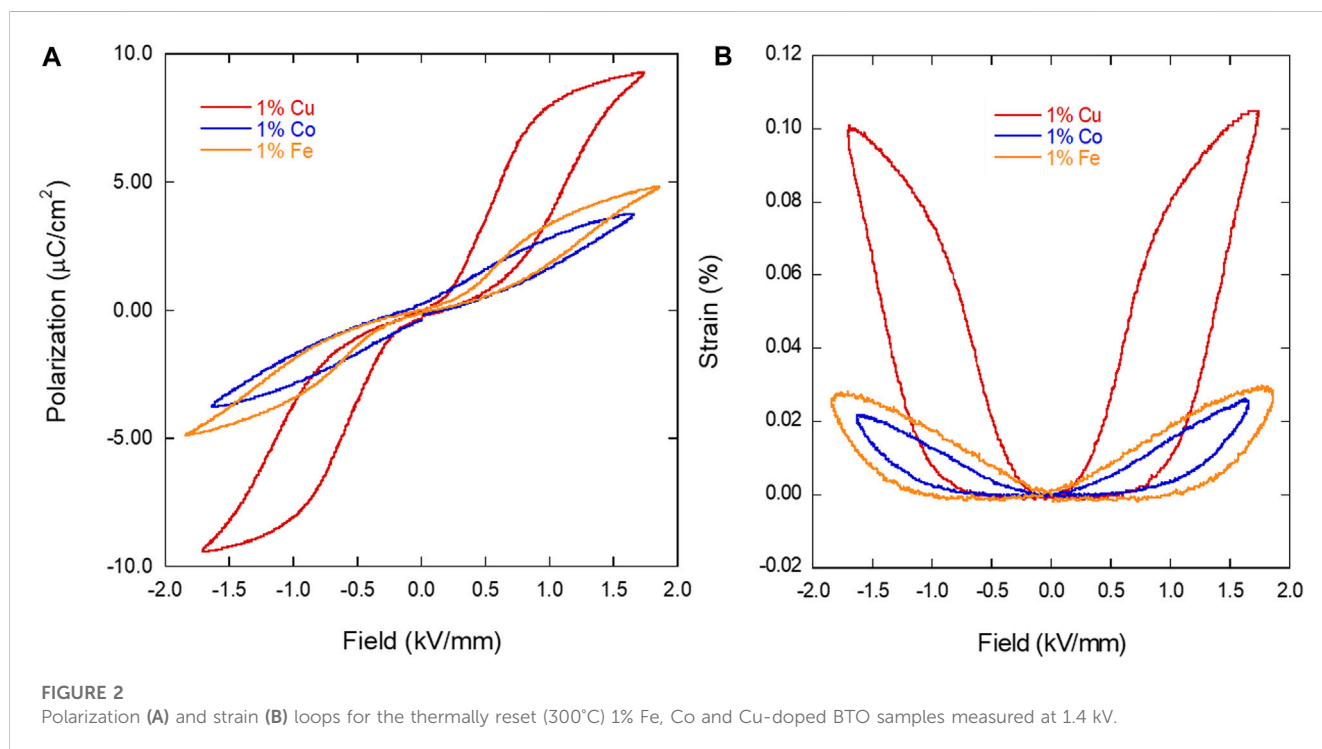 A
10.0
5.00
0.00
-5.00
-10.0
-2.0 -1.5 -1.0 -0.5 0.0 0.5 1.0 1.5 2.0
Polarization (µC/cm²)
Field (kV/mm)
1% Cu
1% Co
1% Fe
B
0.12
0.10
0.08
0.06
0.04
0.02
0.00
-0.02
-2.0 -1.5 -1.0 -0.5 0.0 0.5 1.0 1.5 2.0
Strain (%)
Field (kV/mm)
1% Cu
1% Co
1% Fe
FIGURE 2
Polarization (A) and strain (B) loops for the thermally reset (300°C) 1% Fe, Co and Cu-doped BTO samples measured at 1.4 kV.